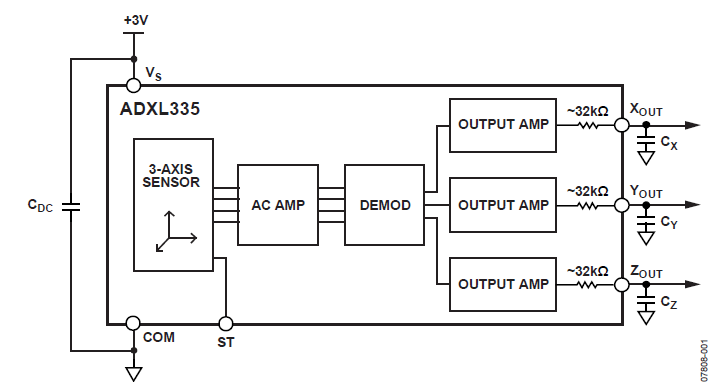 +3V
VS
ADXL335
3-AXIS
SENSOR
AC AMP
DEMOD
OUTPUT AMP
~32kΩ
XOUT
CX
OUTPUT AMP
~32kΩ
YOUT
CY
OUTPUT AMP
~32kΩ
ZOUT
CZ
CDC
COM
ST
07808-001